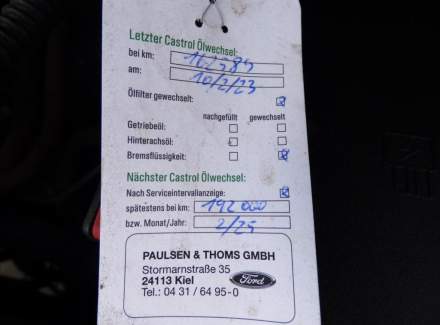 Letzter Castrol Ölwechsel:
bei km: 162589
am: 10/2/23
Ölfilter gewechselt:
nachgefüllt gewechselt
Getriebeöl:
Hinterachsöl:
Bremsflüssigkeit:
Nächster Castrol Ölwechsel:
Nach Serviceintervallanzeige:
spätestens bei km: 192000
bzw. Monat/Jahr: 2/25
PAULSEN & THOMS GMBH
Stormarnstraße 35
24113 Kiel
Tel.: 04 31 / 64 95-0
Ford